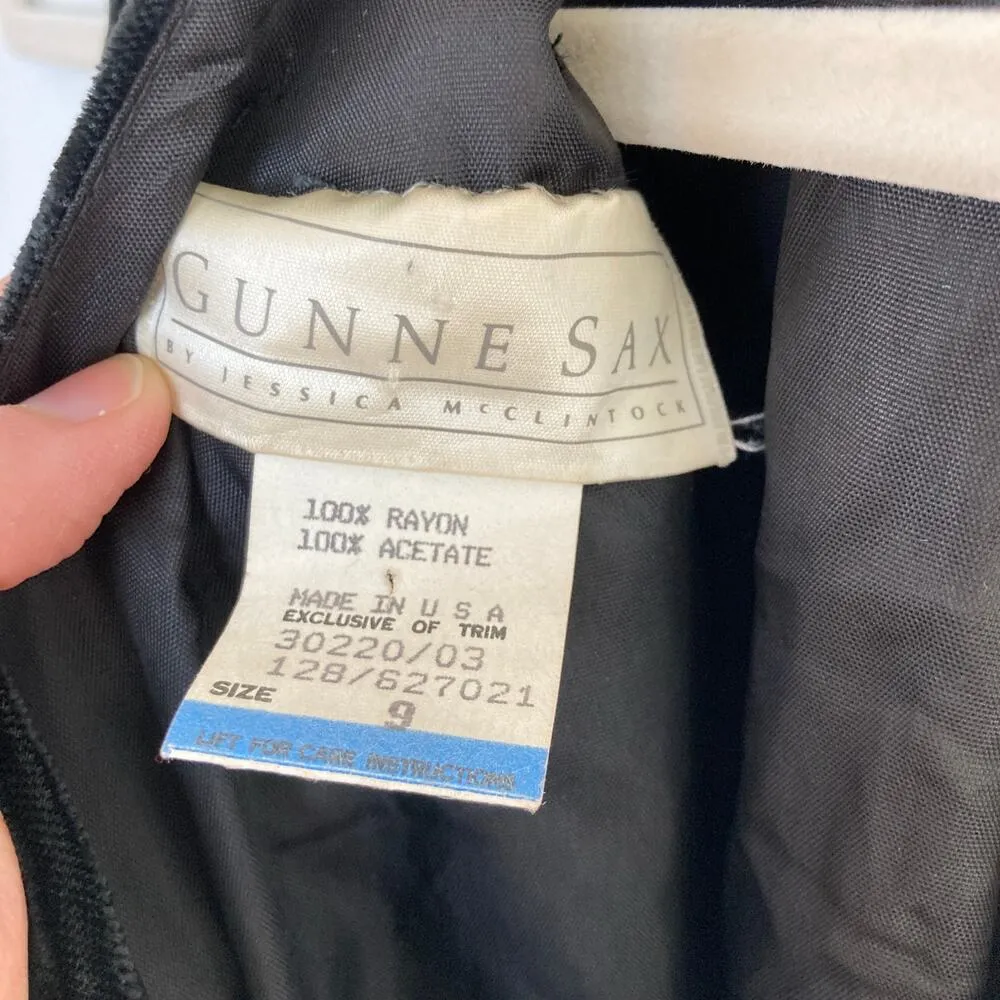 GUNNE SAX
BY JESSICA McCLINTOCK
100% RAYON
100% ACETATE
MADE IN U S A
EXCLUSIVE OF TRIM
30220/03
128/627021
SIZE 9
LIFT FOR CARE INSTRUCTIONS